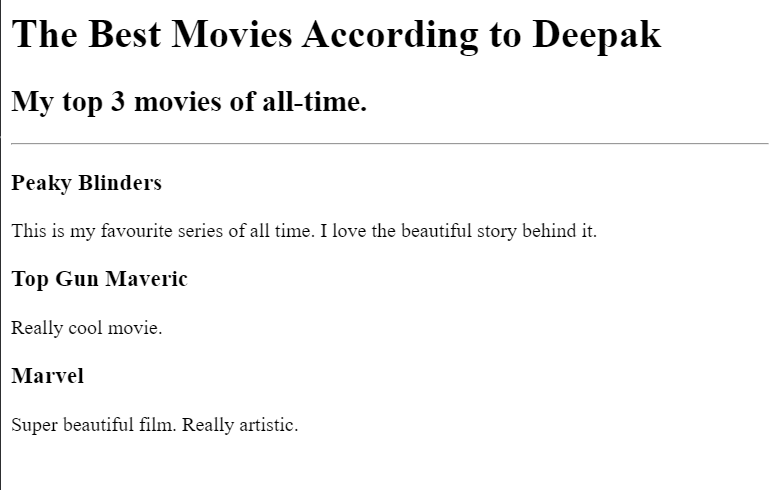 The Best Movies According to Deepak
My top 3 movies of all-time.
Peaky Blinders
This is my favourite series of all time. I love the beautiful story behind it.
Top Gun Maveric
Really cool movie.
Marvel
Super beautiful film. Really artistic.